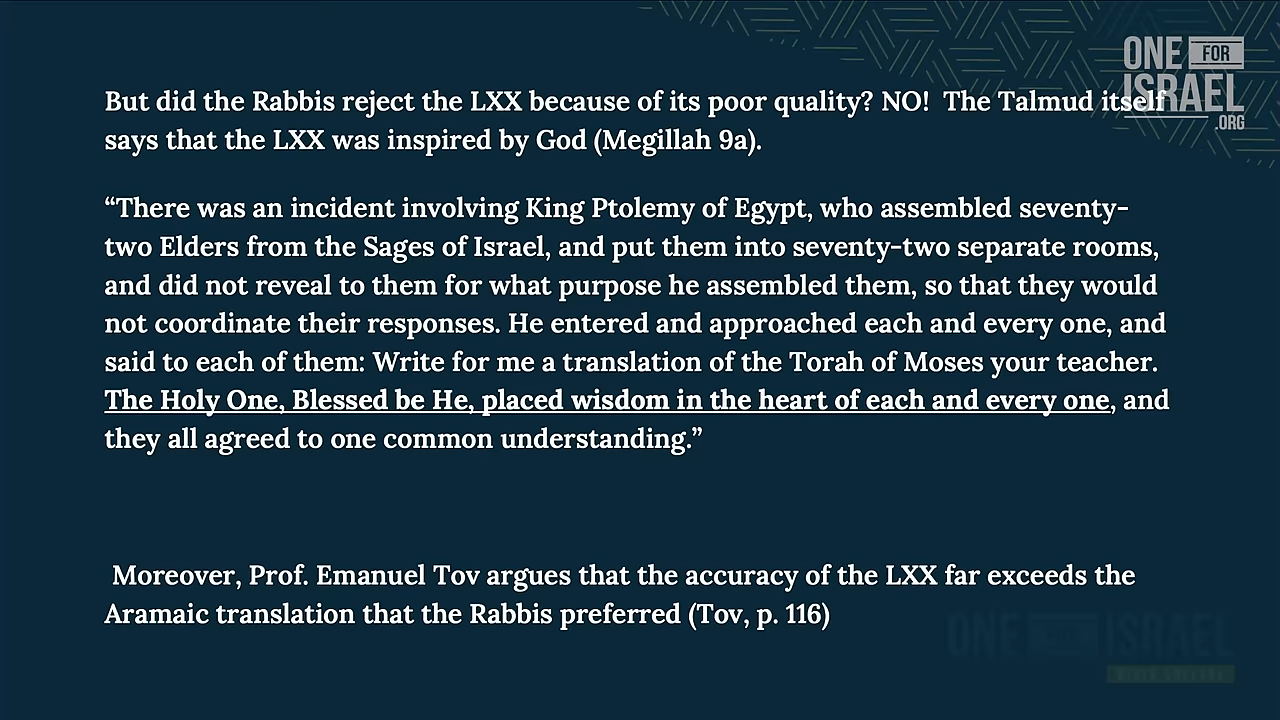 ONE FOR
ISRAEL
.ORG
But did the Rabbis reject the LXX because of its poor quality? NO!  The Talmud itself
says that the LXX was inspired by God (Megillah 9a).
“There was an incident involving King Ptolemy of Egypt, who assembled seventy-
two Elders from the Sages of Israel, and put them into seventy-two separate rooms,
and did not reveal to them for what purpose he assembled them, so that they would
not coordinate their responses. He entered and approached each and every one, and
said to each of them: Write for me a translation of the Torah of Moses your teacher.
The Holy One, Blessed be He, placed wisdom in the heart of each and every one, and
they all agreed to one common understanding.”
Moreover, Prof. Emanuel Tov argues that the accuracy of the LXX far exceeds the
Aramaic translation that the Rabbis preferred (Tov, p. 116)
ONE FOR ISRAEL